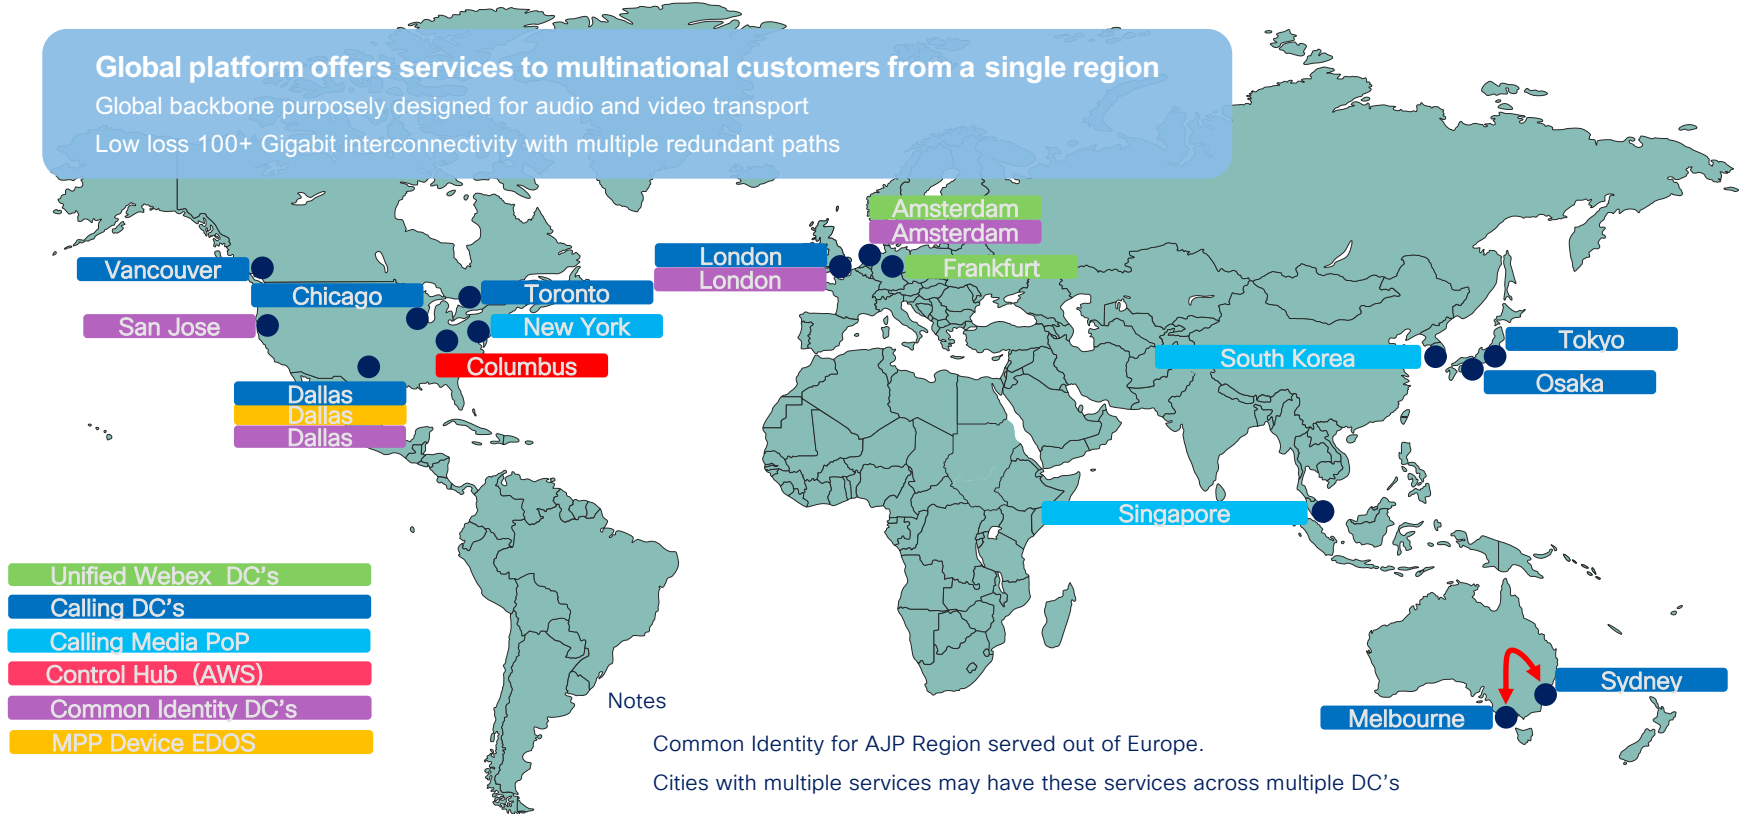 Global platform offers services to multinational customers from a single region
Global backbone purposely designed for audio and video transport
Low loss 100+ Gigabit interconnectivity with multiple redundant paths
Amsterdam
Amsterdam
London
London
Frankfurt
Vancouver
Chicago
Toronto
San Jose
New York
Columbus
Dallas
Dallas
Dallas
South Korea
Tokyo
Osaka
Singapore
Sydney
Melbourne
Unified Webex DC's
Calling DC's
Calling Media PoP
Control Hub (AWS)
Common Identity DC's
MPP Device EDOS
Notes
Common Identity for AJP Region served out of Europe.
Cities with multiple services may have these services across multiple DC's